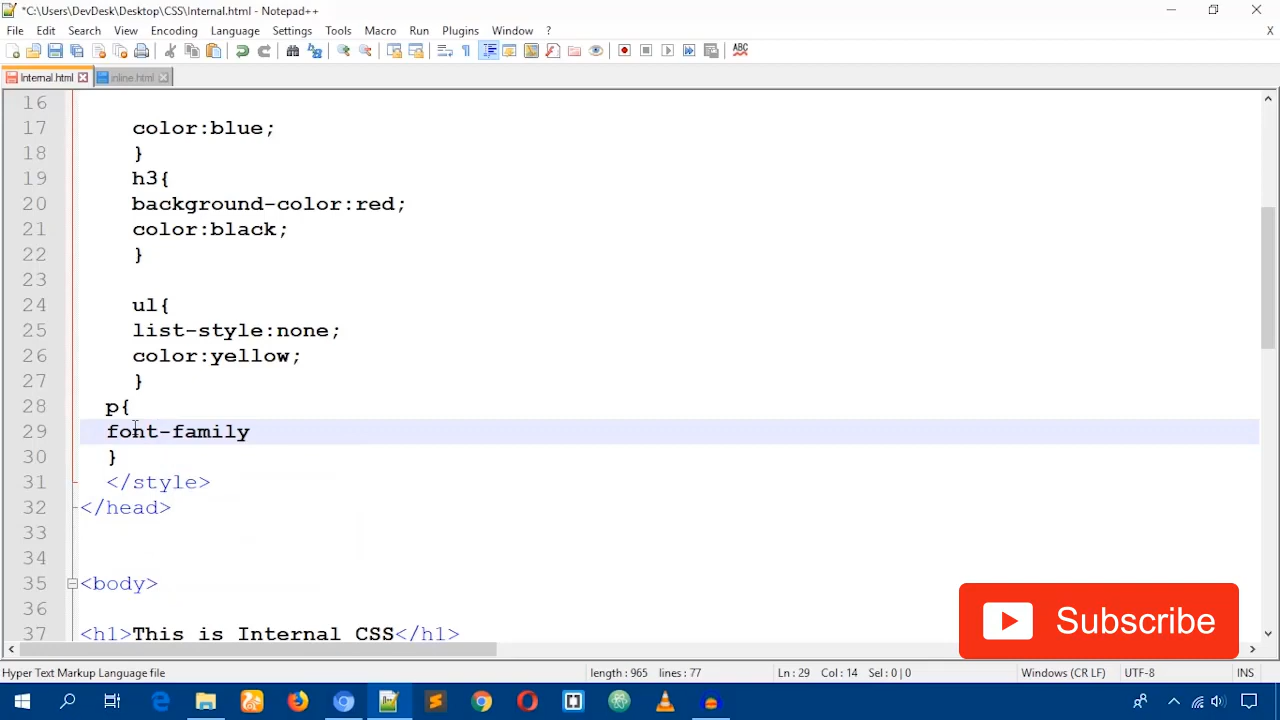 *C:\Users\DevDesk\Desktop\CSS\Internal.html - Notepad++
File Edit Search View Encoding Language Settings Tools Macro Run Plugins Window ? X
ABC
Internal.html inline.html
16
17 color:blue;
18 }
19 h3{
20 background-color:red;
21 color:black;
22 }
23
24 ul{
25 list-style:none;
26 color:yellow;
27 }
28 p{
29 font-family
30 }
31 </style>
32 </head>
33
34
35 <body>
36
37 <h1>This is Internal CSS</h1>
Subscribe
Hyper Text Markup Language file length : 965 lines : 77 Ln : 29 Col : 14 Sel : 0 | 0 Windows (CR LF) UTF-8 INS